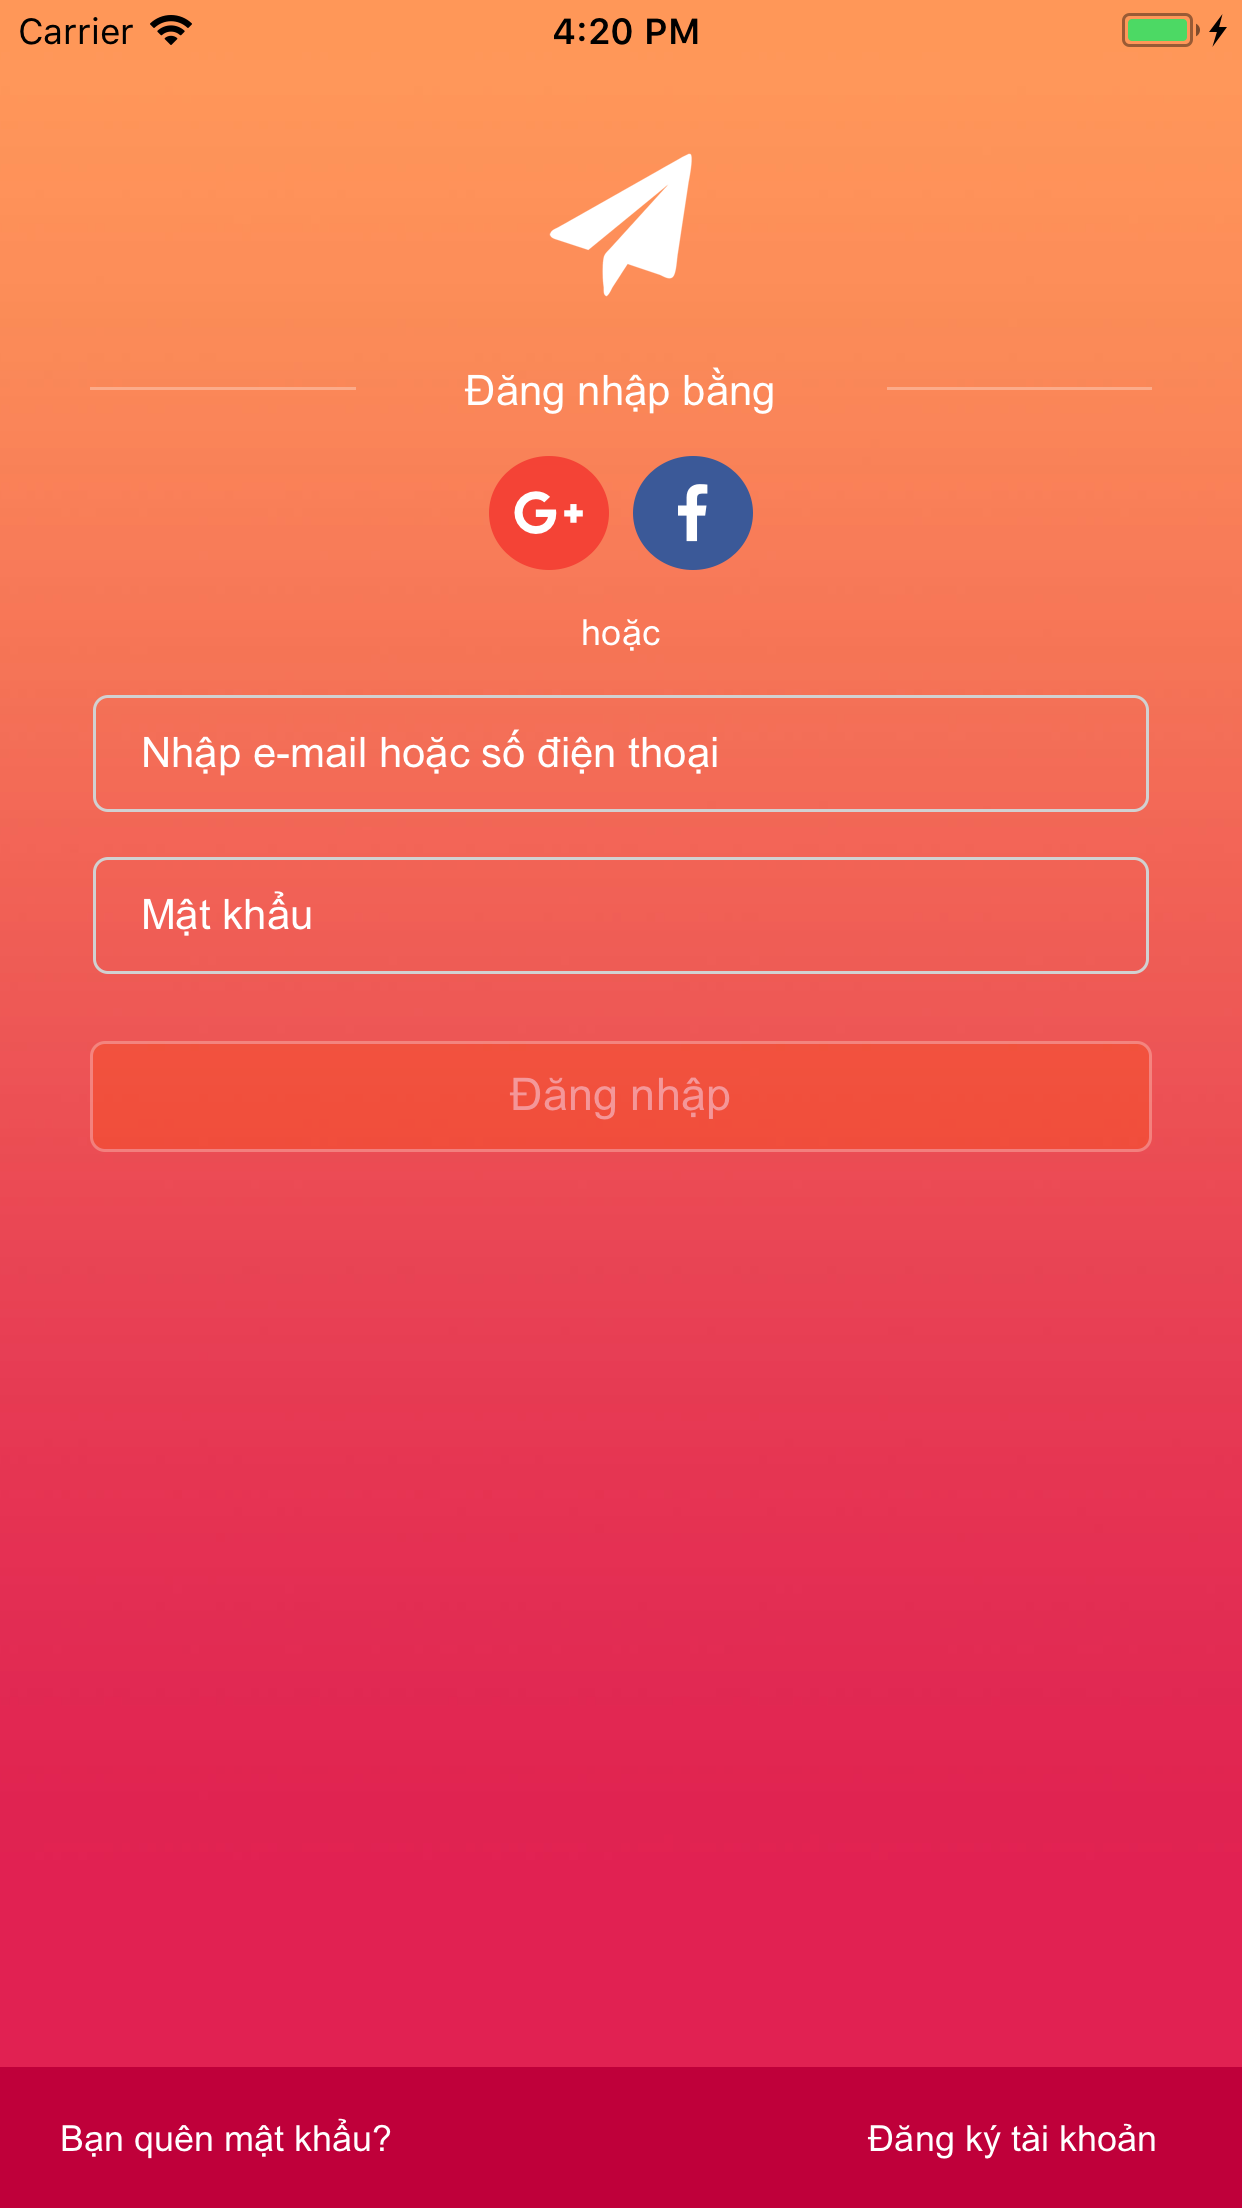 Carrier 4:20 PM
Đăng nhập bằng
G+ f
hoặc
Nhập e-mail hoặc số điện thoại
Mật khẩu
Đăng nhập
Bạn quên mật khẩu? Đăng ký tài khoản